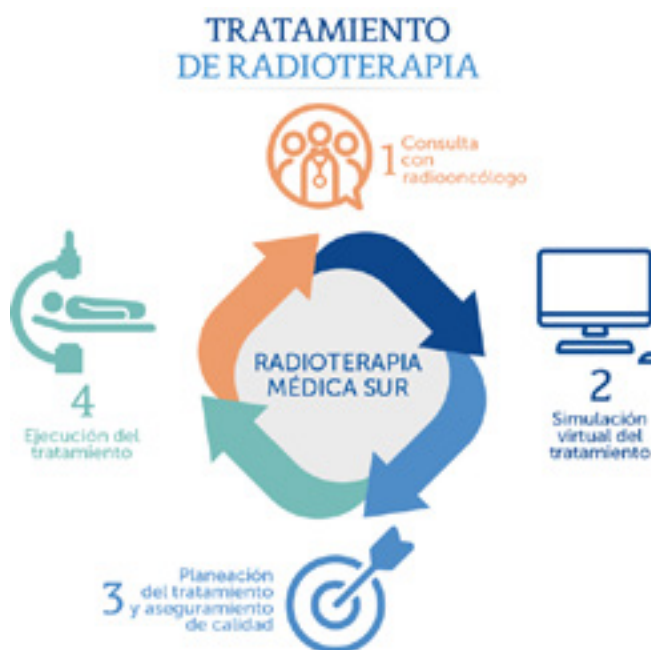 TRATAMIENTO
DE RADIOTERAPIA
1 Consulta
con
radiooncólogo
RADIOTERAPIA
MÉDICA SUR
2
Simulación
virtual del
tratamiento
3 Planeación
del tratamiento
y aseguramiento
de calidad
4
Ejecución del
tratamiento